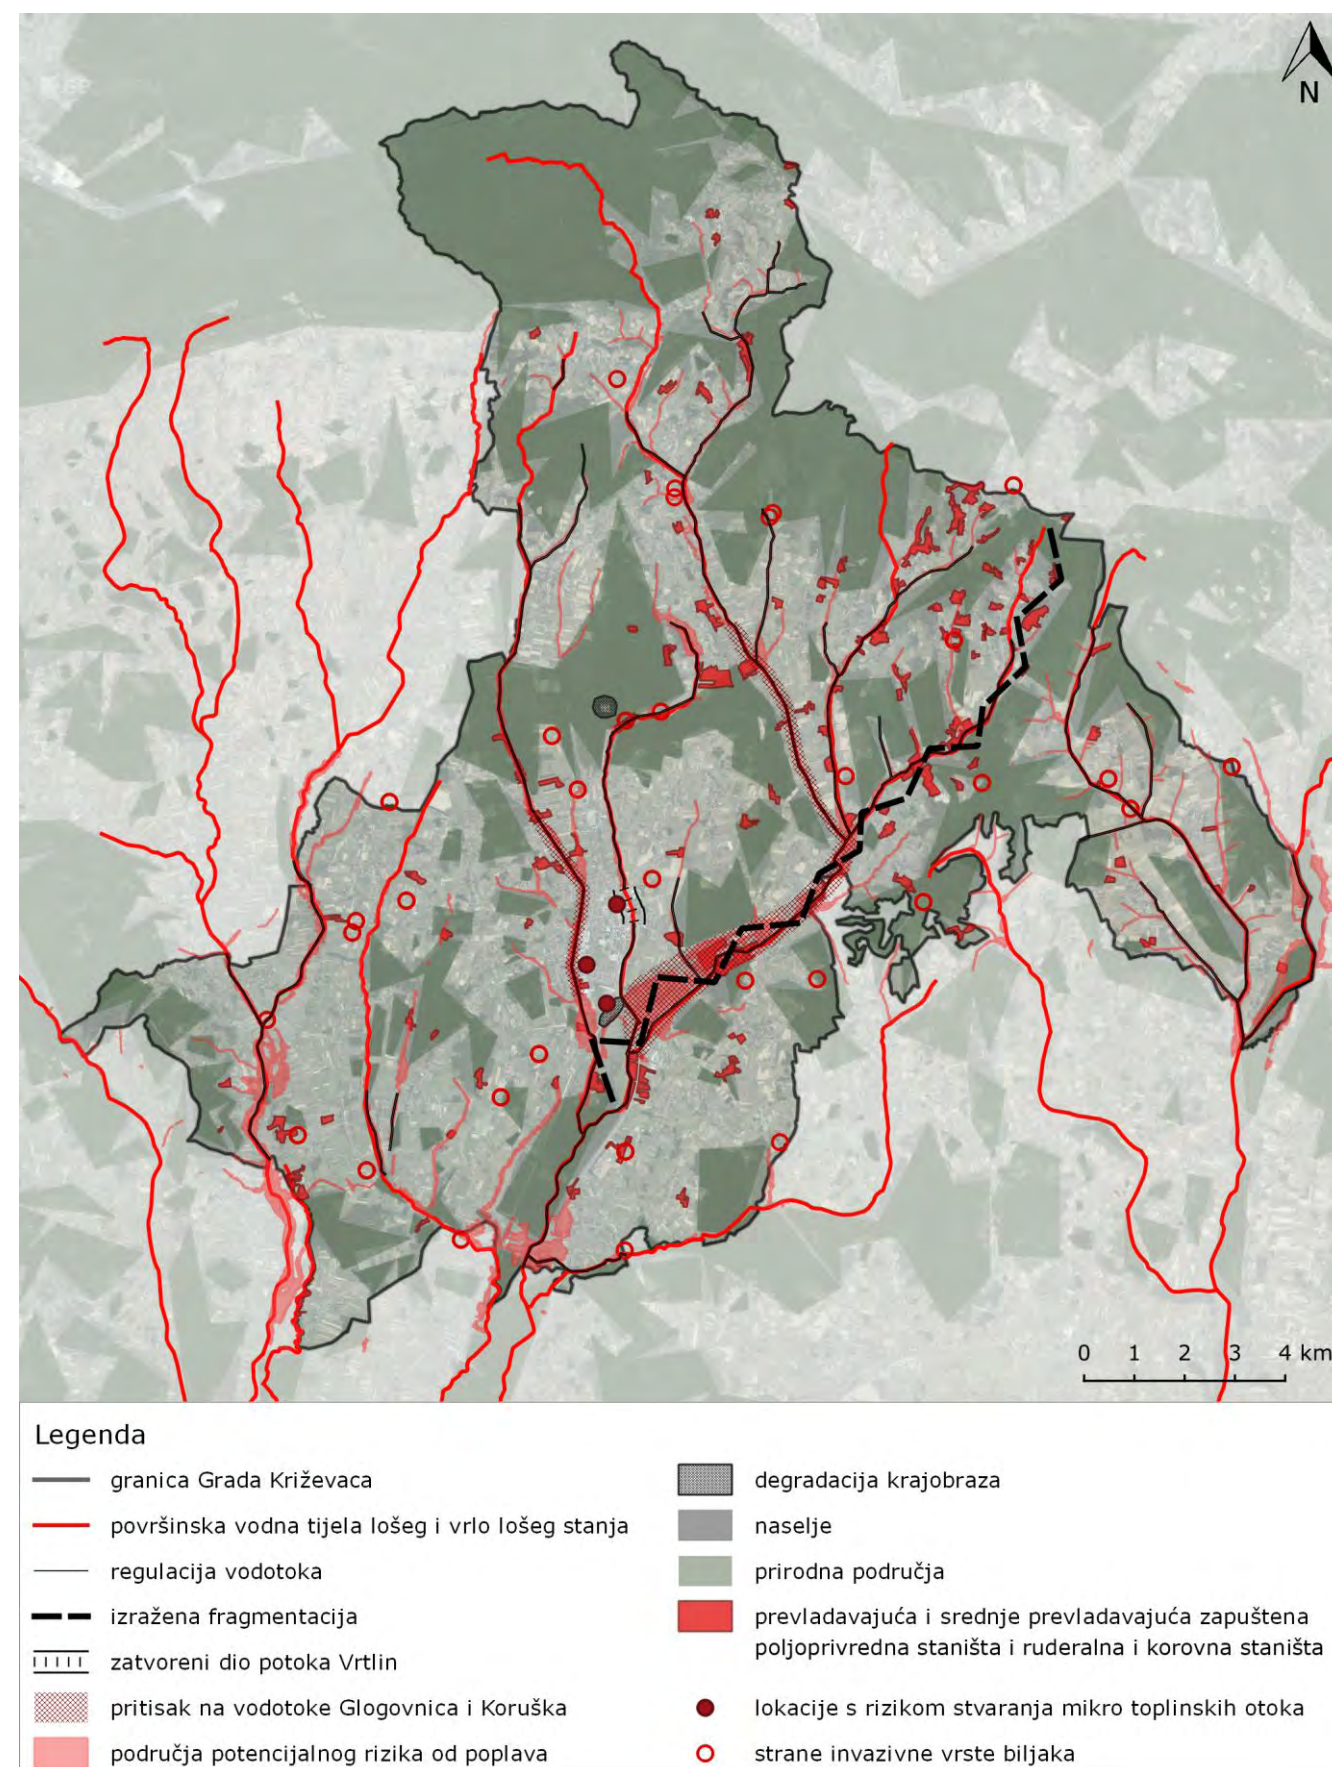 N
0 1 2 3 4 km
Legenda
granica Grada Križevaca
površinska vodna tijela lošeg i vrlo lošeg stanja
regulacija vodotoka
izražena fragmentacija
zatvoreni dio potoka Vrtlin
pritisak na vodotoke Glogovnica i Koruška
područja potencijalnog rizika od poplava
degradacija krajobraza
naselje
prirodna područja
prevladavajuća i srednje prevladavajuća zapuštena
poljoprivredna staništa i ruderalna i korovna staništa
lokacije s rizikom stvaranja mikro toplinskih otoka
strane invazivne vrste biljaka